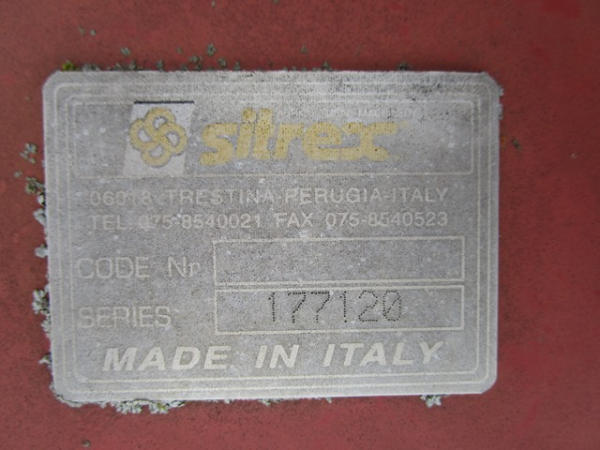 sitrex
06018 TRESTINA-PERUGIA-ITALY
TEL 075-8540021 FAX 075-8540523
CODE Nr
SERIES 177120
MADE IN ITALY